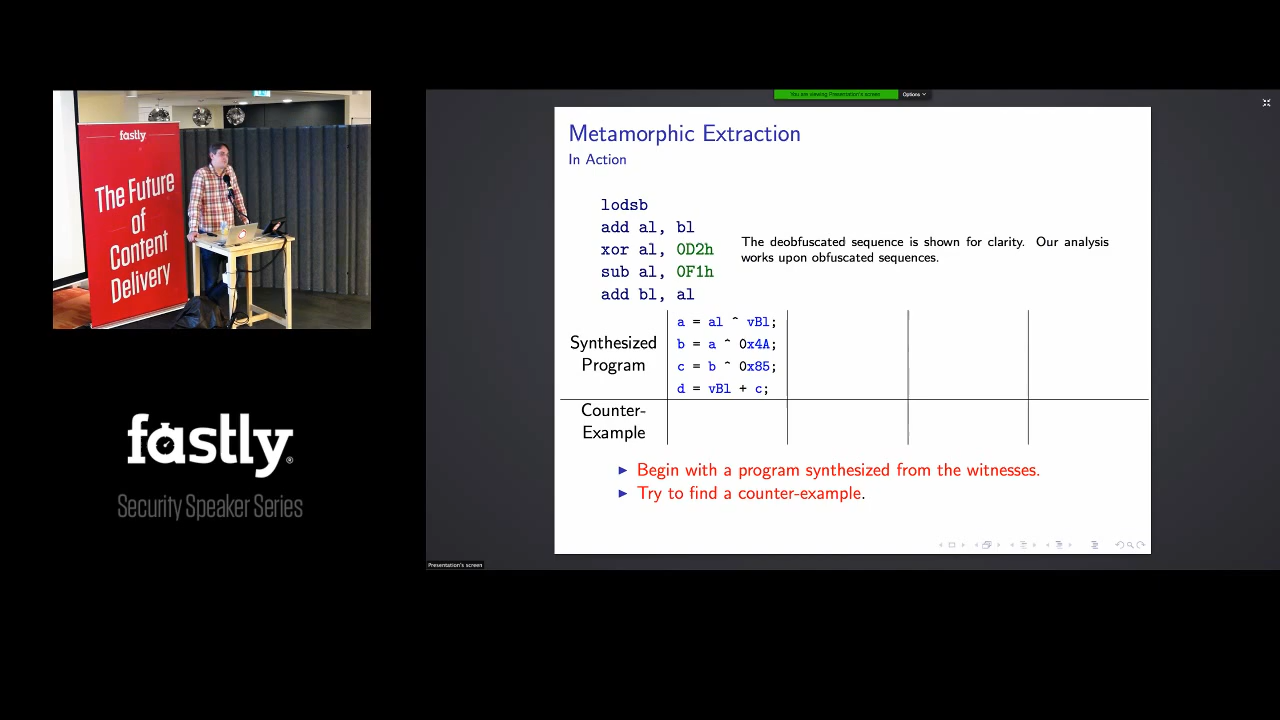 fastly
The Future
of
Content
Delivery
fastly
Security Speaker Series
You are viewing Presentation's screen
Options
Metamorphic Extraction
In Action
lodsb
add al, bl
xor al, 0D2h
sub al, 0F1h
add bl, al
The deobfuscated sequence is shown for clarity. Our analysis
works upon obfuscated sequences.
Synthesized
Program
a = al ^ vBl;
b = a ^ 0x4A;
c = b ^ 0x85;
d = vBl + c;
Counter-
Example
Begin with a program synthesized from the witnesses.
Try to find a counter-example.
Presentation's screen